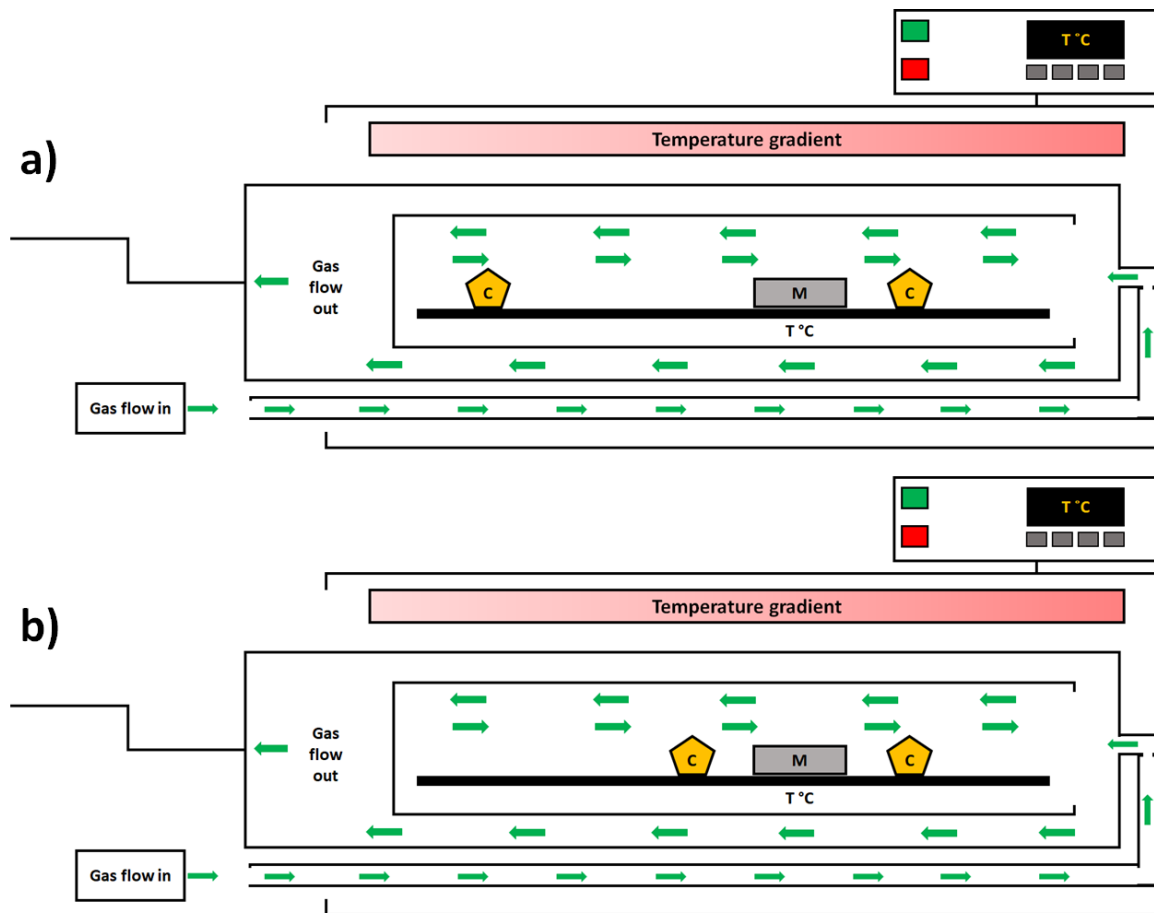 T °C
Temperature gradient
a)
Gas
flow
out
C
M
C
T °C
Gas flow in
T °C
Temperature gradient
b)
Gas
flow
out
C
M
C
T °C
Gas flow in